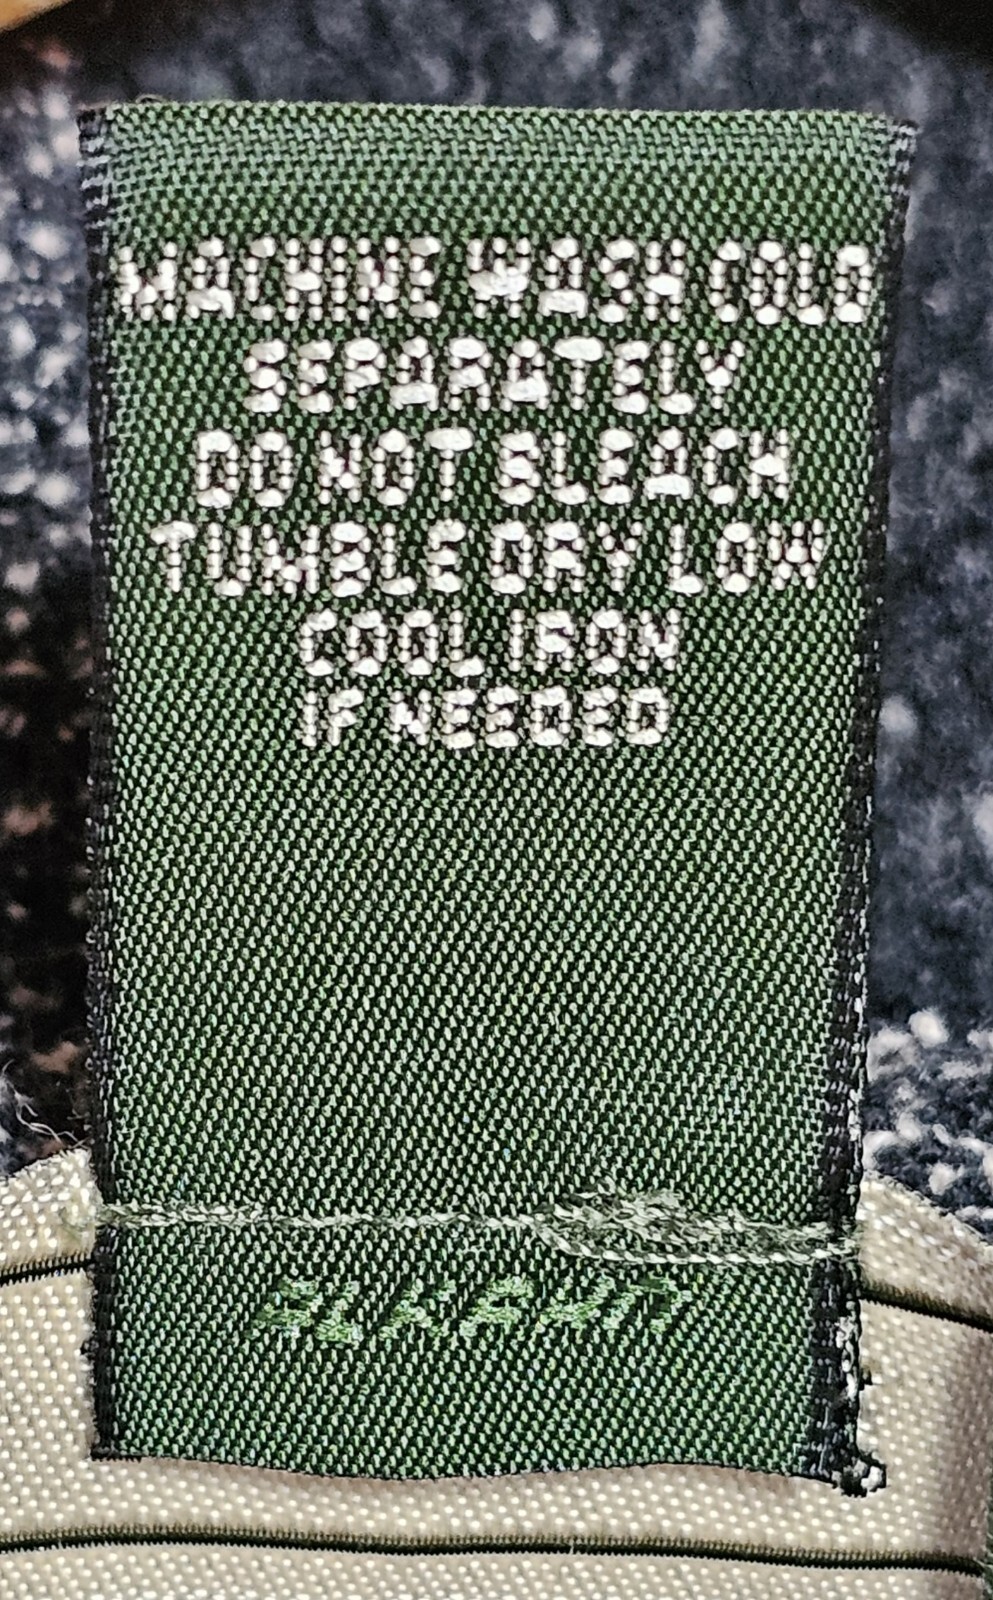 MACHINE WASH COLD
SEPARATELY
DO NOT BLEACH
TUMBLE DRY LOW
COOL IRON
IF NEEDED